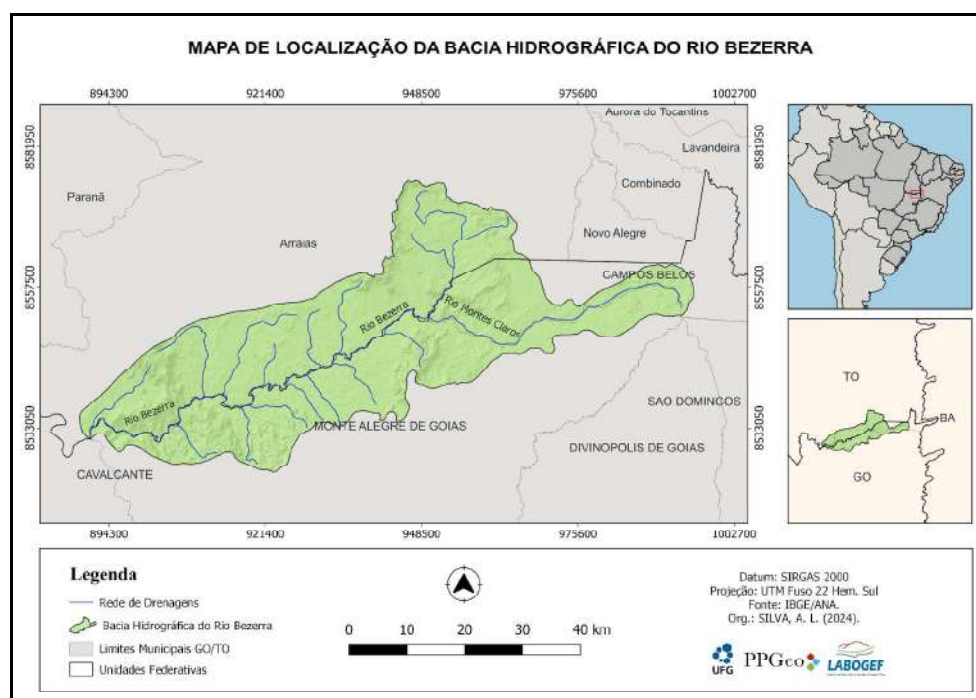 MAPA DE LOCALIZAÇÃO DA BACIA HIDROGRÁFICA DO RIO BEZERRA
894300 921400 948500 975600 1002700
8581950
8557500
8533050
8581950
8557500
8533050
Aurora do Tocantins
Lavandeira
Combinado
Paranã
Novo Alegre
Arraias
CAMPOS BELOS
Rio Montes Claros
Rio Bezerra
SAO DOMINGOS
Rio Bezerra
MONTE ALEGRE DE GOIAS
DIVINOPOLIS DE GOIAS
CAVALCANTE
894300 921400 948500 975600 1002700
TO
BA
GO
Legenda
Rede de Drenagens
Bacia Hidrográfica do Rio Bezerra
Limites Municipais GO/TO
Unidades Federativas
0 10 20 30 40 km
Datum: SIRGAS 2000
Projeção: UTM Fuso 22 Hem. Sul
Fonte: IBGE/ANA.
Org.: SILVA, A. L. (2024).
UFG PPGeo LABOGEF